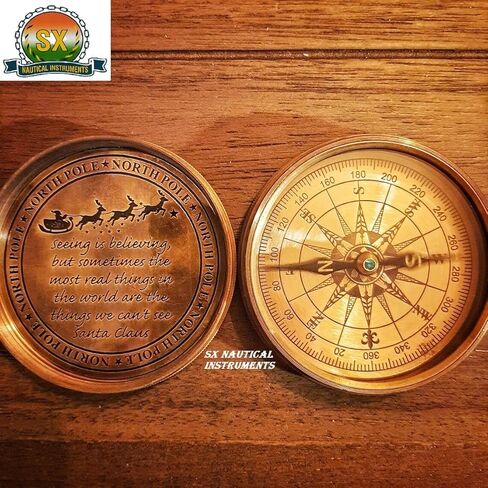 SX
NAUTICAL INSTRUMENTS
NORTH POLE ★ NORTH POLE ★ NORTH POLE ★ NORTH POLE ★ NORTH POLE ★
Seeing is believing,
but sometimes the
most real things in
the world are the
things we can't see
Santa Claus
SX NAUTICAL
INSTRUMENTS
180
200
220
240
260
280
300
320
340
360
20
40
60
80
100
120
140
160
SE
S
SW
W
NE